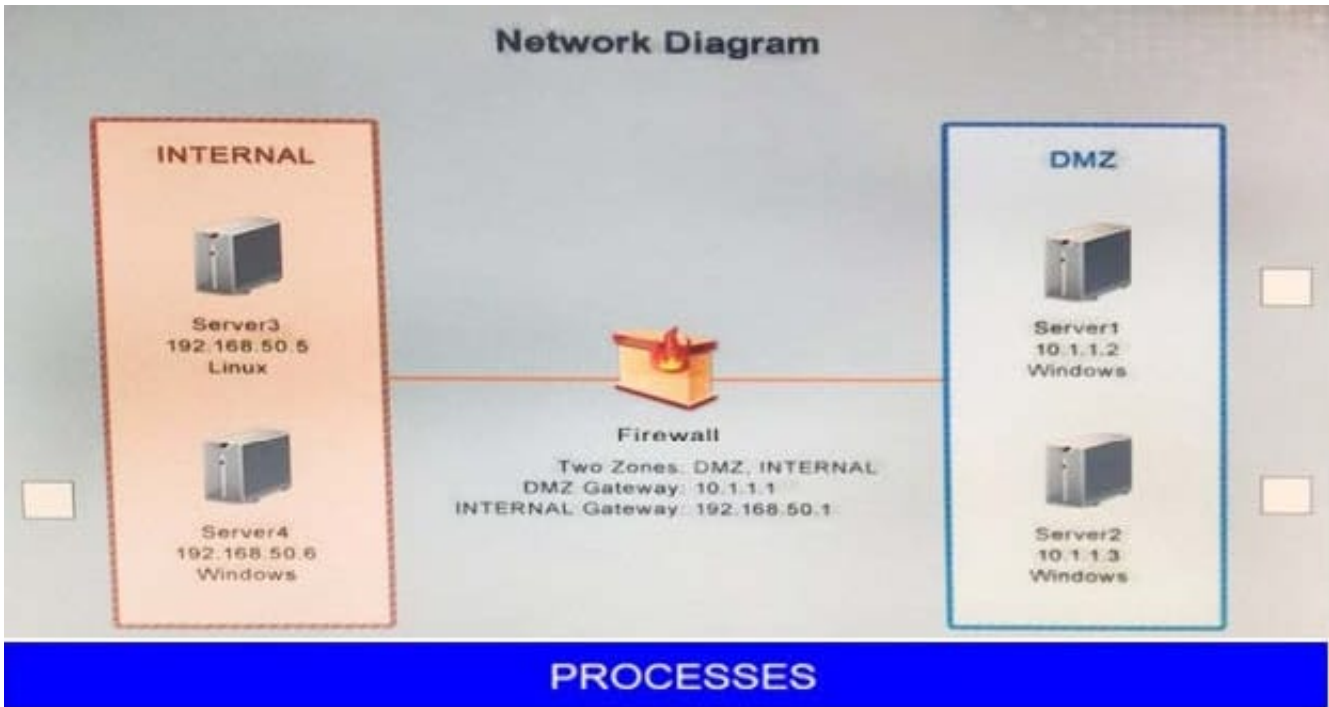 Network Diagram
INTERNAL
Server3
192.168.50.5
Linux
Server4
192.168.50.6
Windows
Firewall
Two Zones: DMZ, INTERNAL
DMZ Gateway: 10.1.1.1
INTERNAL Gateway: 192.168.50.1
DMZ
Server1
10.1.1.2
Windows
Server2
10.1.1.3
Windows
PROCESSES